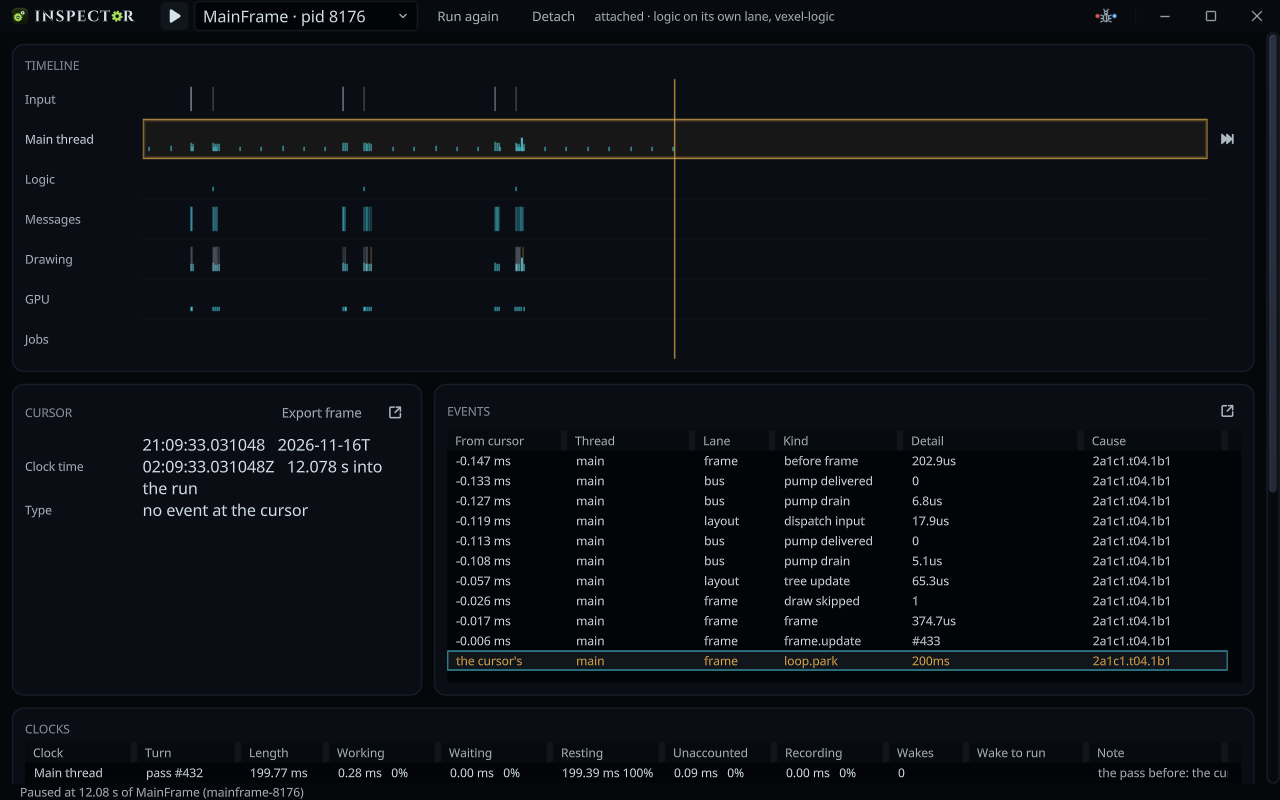 INSPECTOR
MainFrame · pid 8176
Run again
Detach
attached · logic on its own lane, vexel-logic
TIMELINE
Input
Main thread
Logic
Messages
Drawing
GPU
Jobs
CURSOR
Export frame
Clock time
21:09:33.031048 2026-11-16T
02:09:33.031048Z 12.078 s into
the run
Type
no event at the cursor
EVENTS
From cursor Thread Lane Kind Detail Cause
-0.147 ms main frame before frame 202.9us 2a1c1.t04.1b1
-0.133 ms main bus pump delivered 0 2a1c1.t04.1b1
-0.127 ms main bus pump drain 6.8us 2a1c1.t04.1b1
-0.119 ms main layout dispatch input 17.9us 2a1c1.t04.1b1
-0.113 ms main bus pump delivered 0 2a1c1.t04.1b1
-0.108 ms main bus pump drain 5.1us 2a1c1.t04.1b1
-0.057 ms main layout tree update 65.3us 2a1c1.t04.1b1
-0.026 ms main frame draw skipped 1 2a1c1.t04.1b1
-0.017 ms main frame frame 374.7us 2a1c1.t04.1b1
-0.006 ms main frame frame.update #433 2a1c1.t04.1b1
the cursor's main frame loop.park 200ms 2a1c1.t04.1b1
CLOCKS
Clock Turn Length Working Waiting Resting Unaccounted Recording Wakes Wake to run Note
Main thread pass #432 199.77 ms 0.28 ms 0% 0.00 ms 0% 199.39 ms 100% 0.09 ms 0% 0.00 ms 0% 0 the pass before: the cu
Paused at 12.08 s of MainFrame (mainframe-8176)